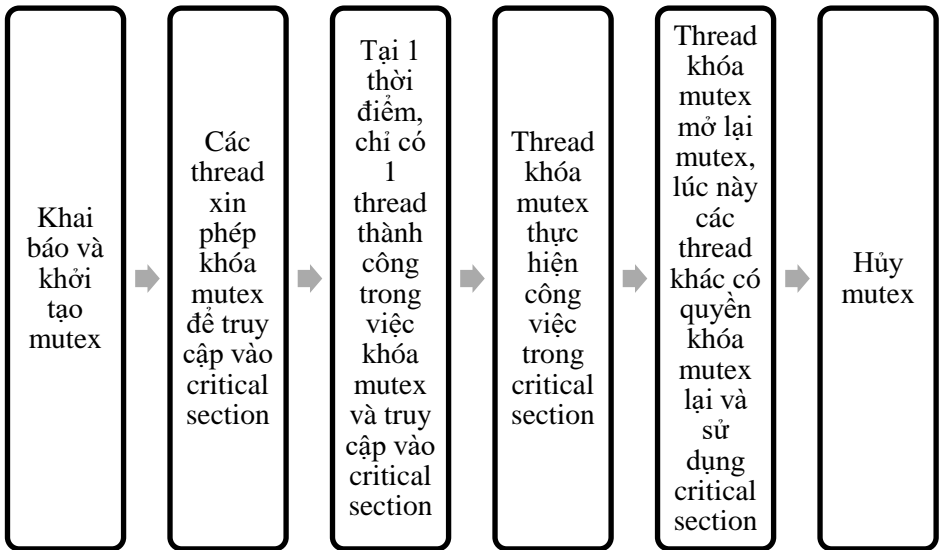 Khai
báo và
khởi
tạo
mutex
Các
thread
xin
phép
khóa
mutex
để truy
cập vào
critical
section
Tại 1
thời
điểm,
chỉ có
1
thread
thành
công
trong
việc
khóa
mutex
và truy
cập vào
critical
section
Thread
khóa
mutex
thực
hiện
công
việc
trong
critical
section
Thread
khóa
mutex
mở lại
mutex,
lúc này
các
thread
khác có
quyền
khóa
mutex
lại và
sử
dụng
critical
section
Hủy
mutex